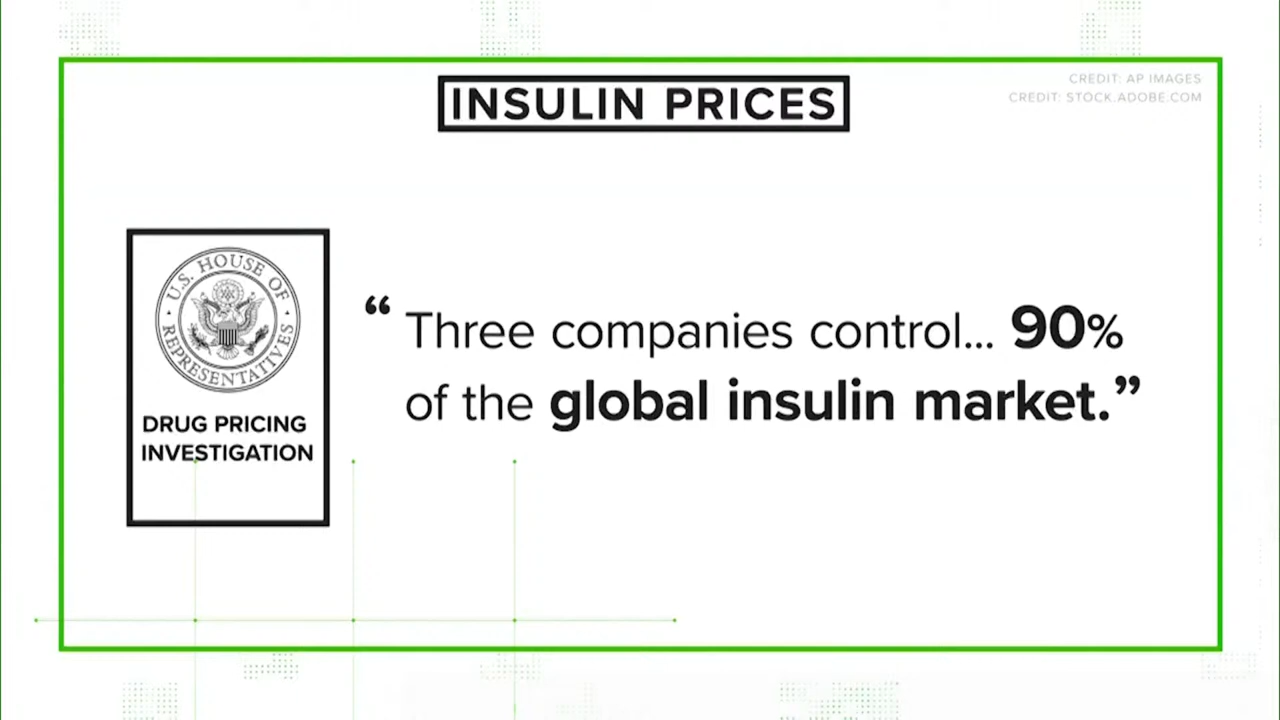 INSULIN PRICES
CREDIT: AP IMAGES
CREDIT: STOCK.ADOBE.COM
U.S. HOUSE OF
REPRESENTATIVES
DRUG PRICING
INVESTIGATION
“ Three companies control... 90%
of the global insulin market.”